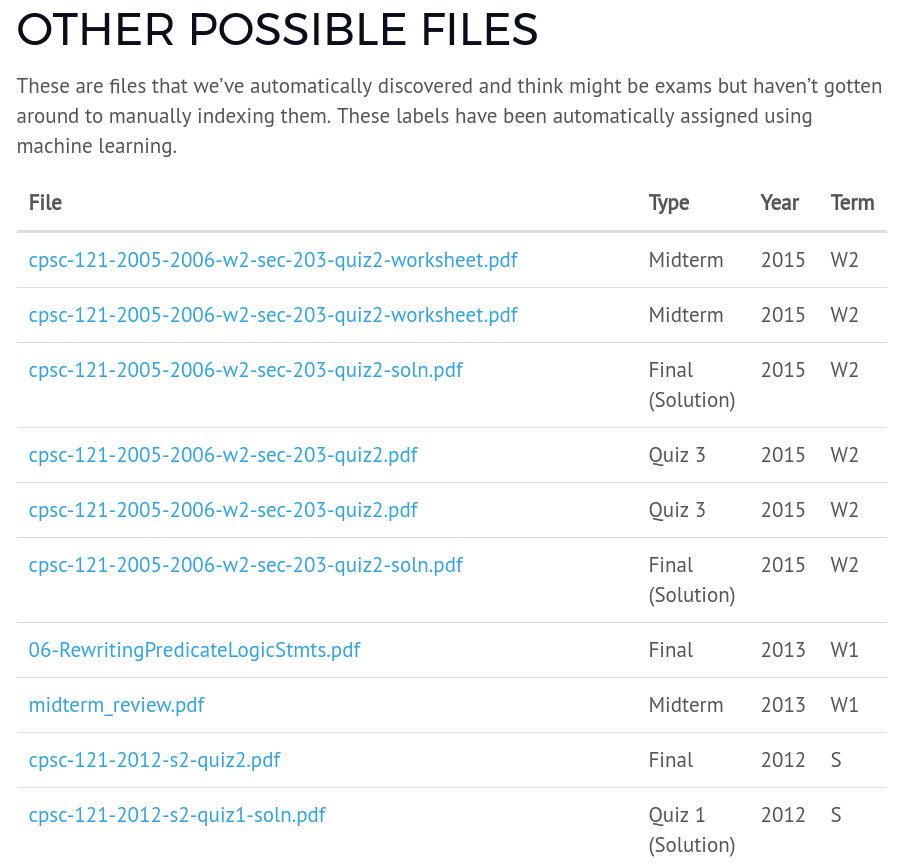 OTHER POSSIBLE FILES
These are files that we’ve automatically discovered and think might be exams but haven’t gotten
around to manually indexing them. These labels have been automatically assigned using
machine learning.
File Type Year Term
cpsc-121-2005-2006-w2-sec-203-quiz2-worksheet.pdf Midterm 2015 W2
cpsc-121-2005-2006-w2-sec-203-quiz2-worksheet.pdf Midterm 2015 W2
cpsc-121-2005-2006-w2-sec-203-quiz2-soln.pdf Final 2015 W2
(Solution)
cpsc-121-2005-2006-w2-sec-203-quiz2.pdf Quiz 3 2015 W2
cpsc-121-2005-2006-w2-sec-203-quiz2.pdf Quiz 3 2015 W2
cpsc-121-2005-2006-w2-sec-203-quiz2-soln.pdf Final 2015 W2
(Solution)
06-RewritingPredicateLogicStmts.pdf Final 2013 W1
midterm_review.pdf Midterm 2013 W1
cpsc-121-2012-s2-quiz2.pdf Final 2012 S
cpsc-121-2012-s2-quiz1-soln.pdf Quiz 1 2012 S
(Solution)